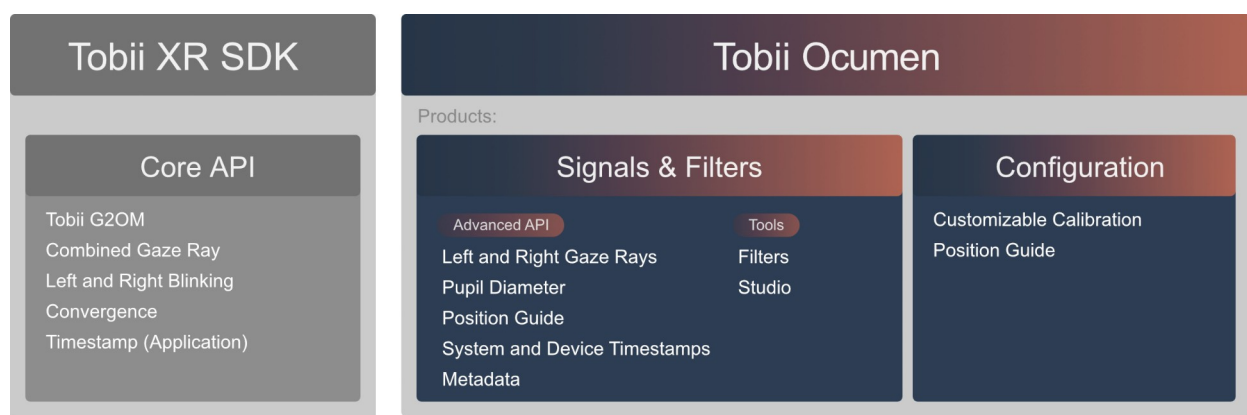 Tobii XR SDK
Core API
Tobii G2OM
Combined Gaze Ray
Left and Right Blinking
Convergence
Timestamp (Application)
Tobii Ocumen
Products:
Signals & Filters
Advanced API
Left and Right Gaze Rays
Pupil Diameter
Position Guide
System and Device Timestamps
Metadata
Tools
Filters
Studio
Configuration
Customizable Calibration
Position Guide